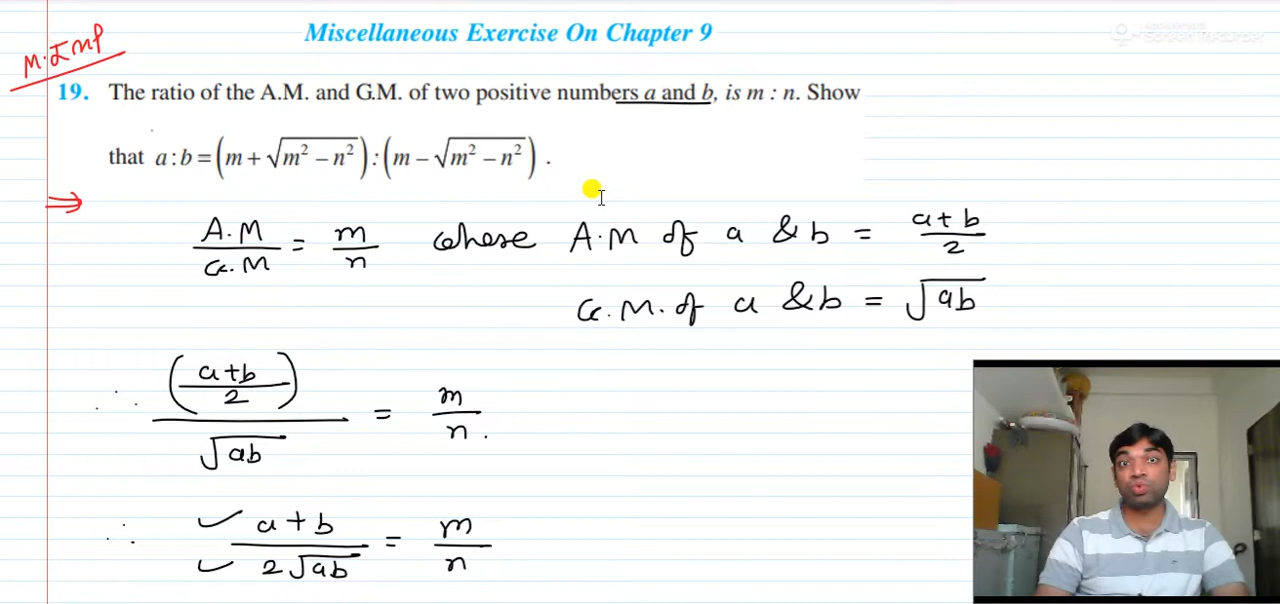 Miscellaneous Exercise On Chapter 9
M.IMP
19. The ratio of the A.M. and G.M. of two positive numbers a and b, is m : n. Show
that a : b = (m + √(m² – n²)) : (m – √(m² – n²)) .
⇒
A.M / G.M = m / n where A.M of a & b = (a+b) / 2
G.M. of a & b = √(ab)
∴ ((a+b) / 2) / √(ab) = m / n.
∴ ✓ a+b / ✓ 2√(ab) = m / n